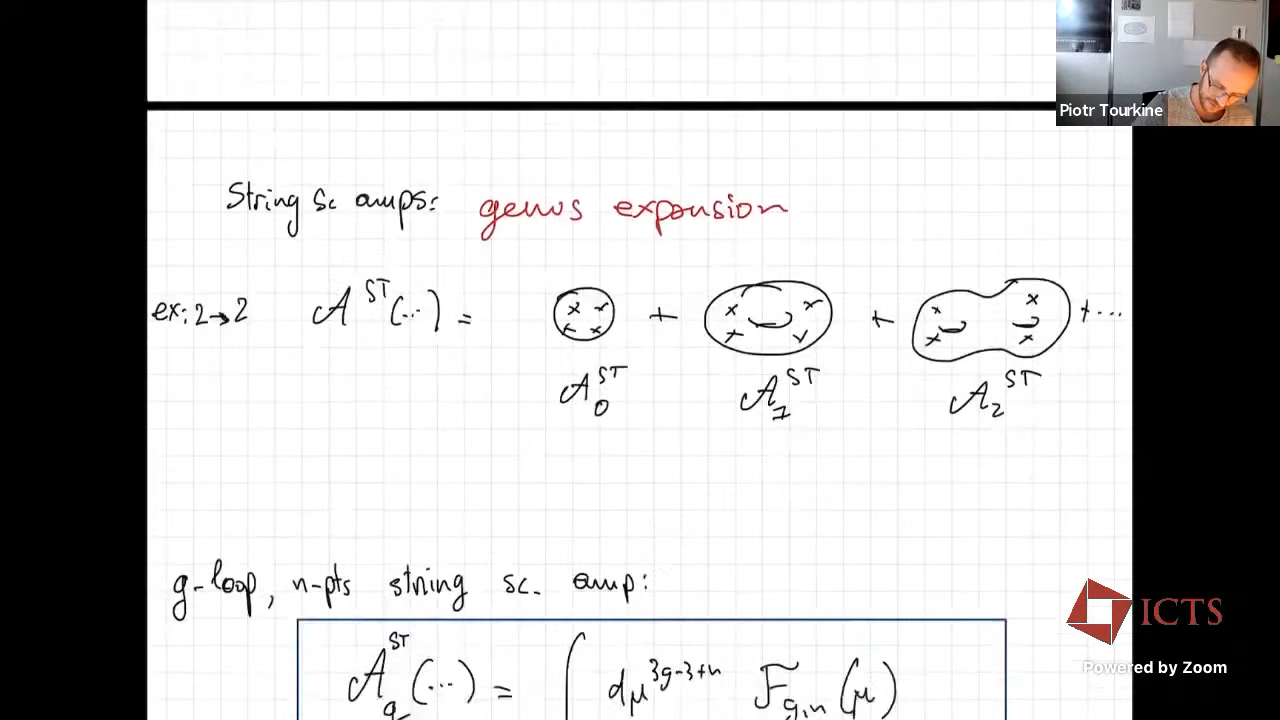 Piotr Tourkine
String Sc amps: genus expansion
ex: 2→2 A^ST(...) = + + +...
A_0^ST A_1^ST A_2^ST
g-loop, n-pts string sc. amp:
A_g^ST(...) = ∫ dμ^{3g-3+n} F_{g,n}(μ)
ICTS
Powered by Zoom